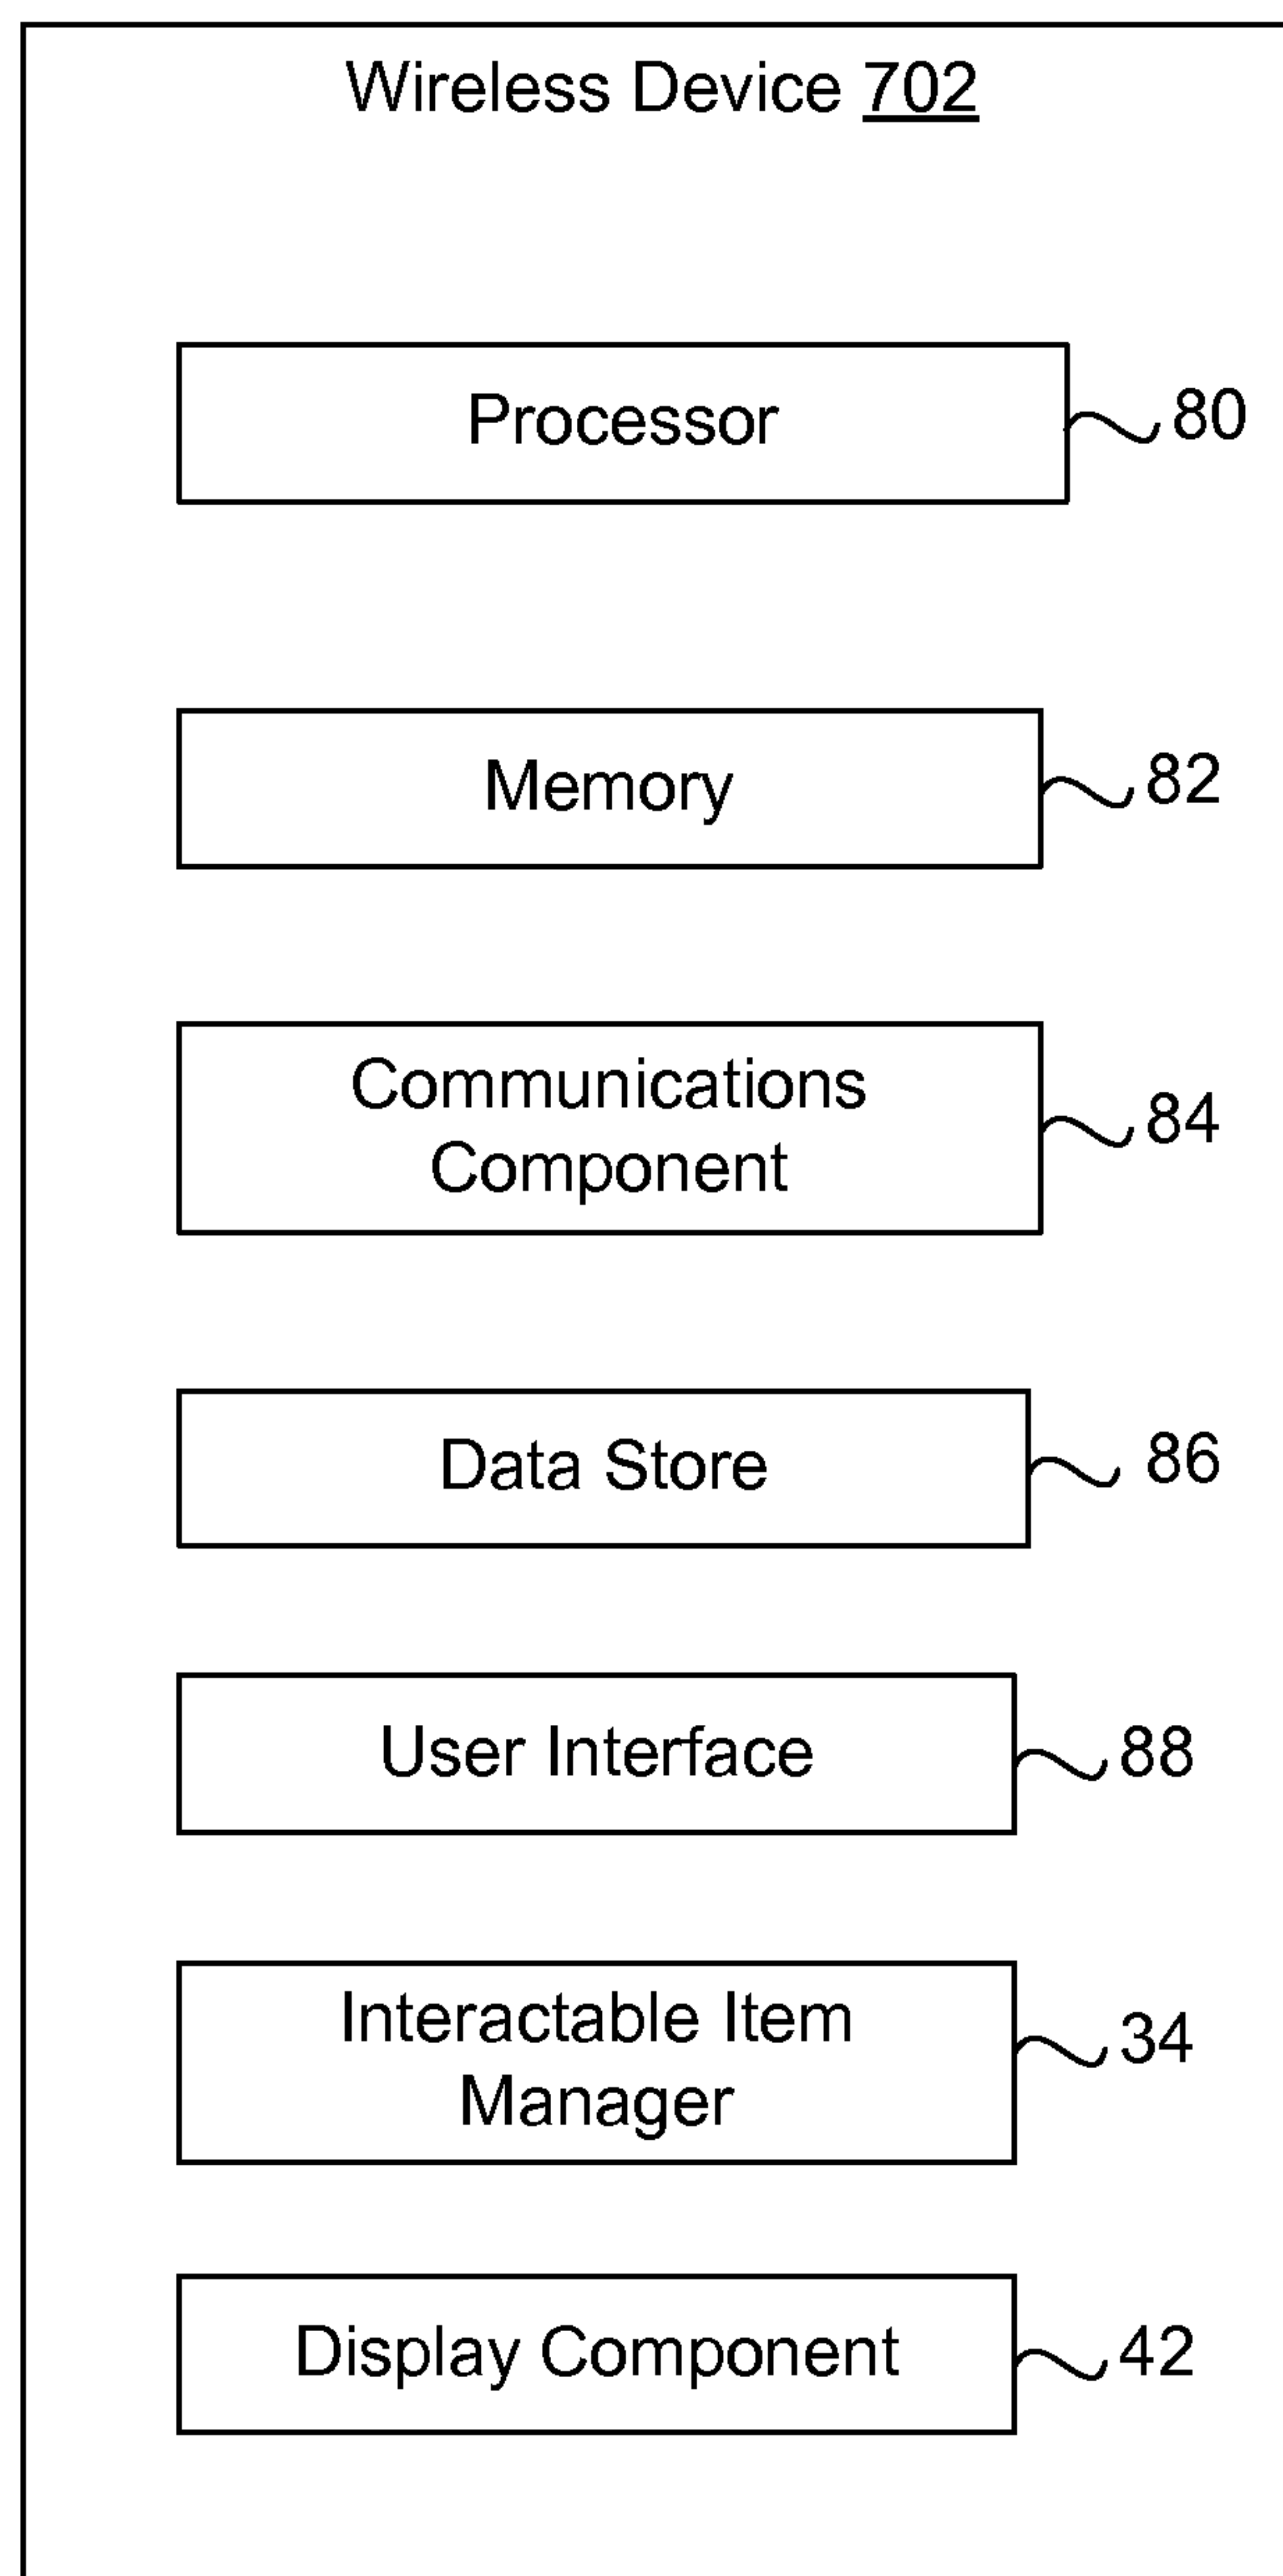 Wireless Device 702
Processor 80
Memory 82
Communications
Component 84
Data Store 86
User Interface 88
Interactable Item
Manager 34
Display Component 42